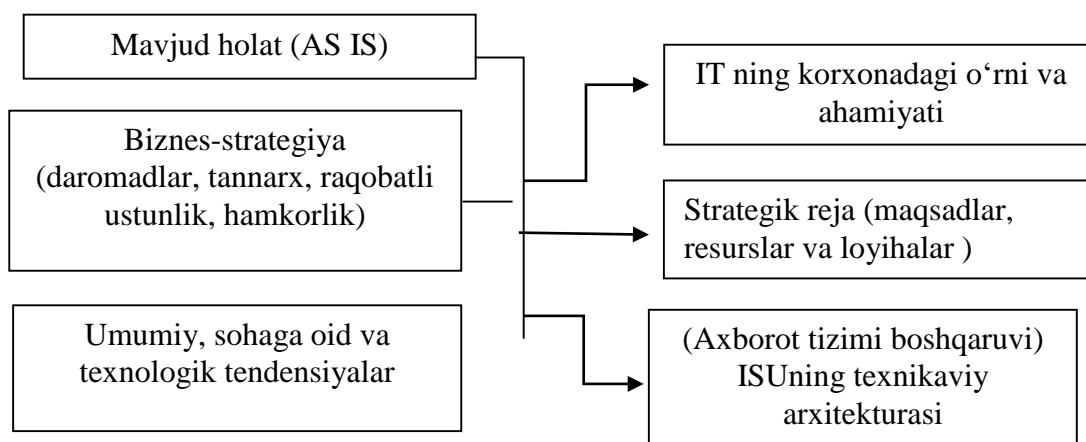 Mavjud holat (AS IS)
Biznes-strategiya
(daromadlar, tannarx, raqobatli
ustunlik, hamkorlik)
Umumiy, sohaga oid va
texnologik tendensiyalar
IT ning korxonadagi o‘rni va
ahamiyati
Strategik reja (maqsadlar,
resurslar va loyihalar )
(Axborot tizimi boshqaruvi)
ISUning texnikaviy
arxitekturasi